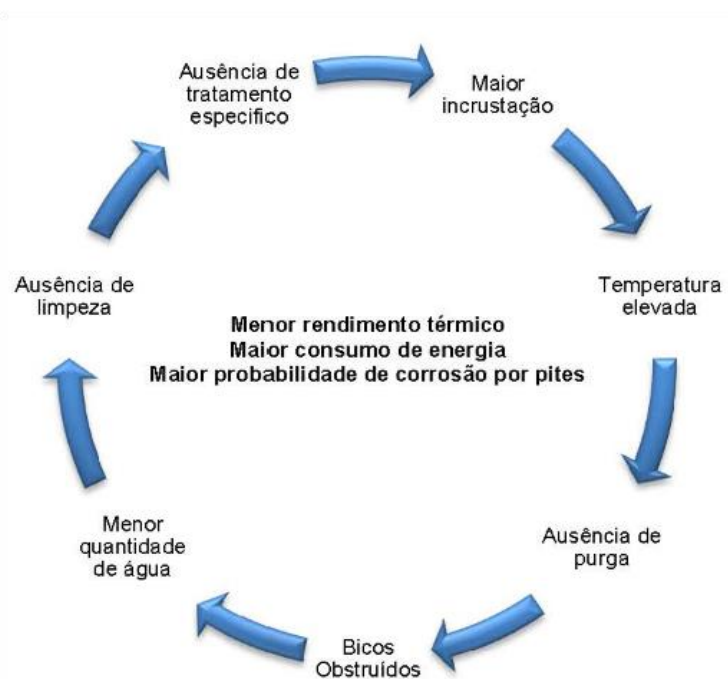 Ausência de
tratamento
especifico
Maior
incrustação
Temperatura
elevada
Ausência de
purga
Bicos
Obstruídos
Menor
quantidade
de água
Ausência de
limpeza
Menor rendimento térmico
Maior consumo de energia
Maior probabilidade de corrosão por pites